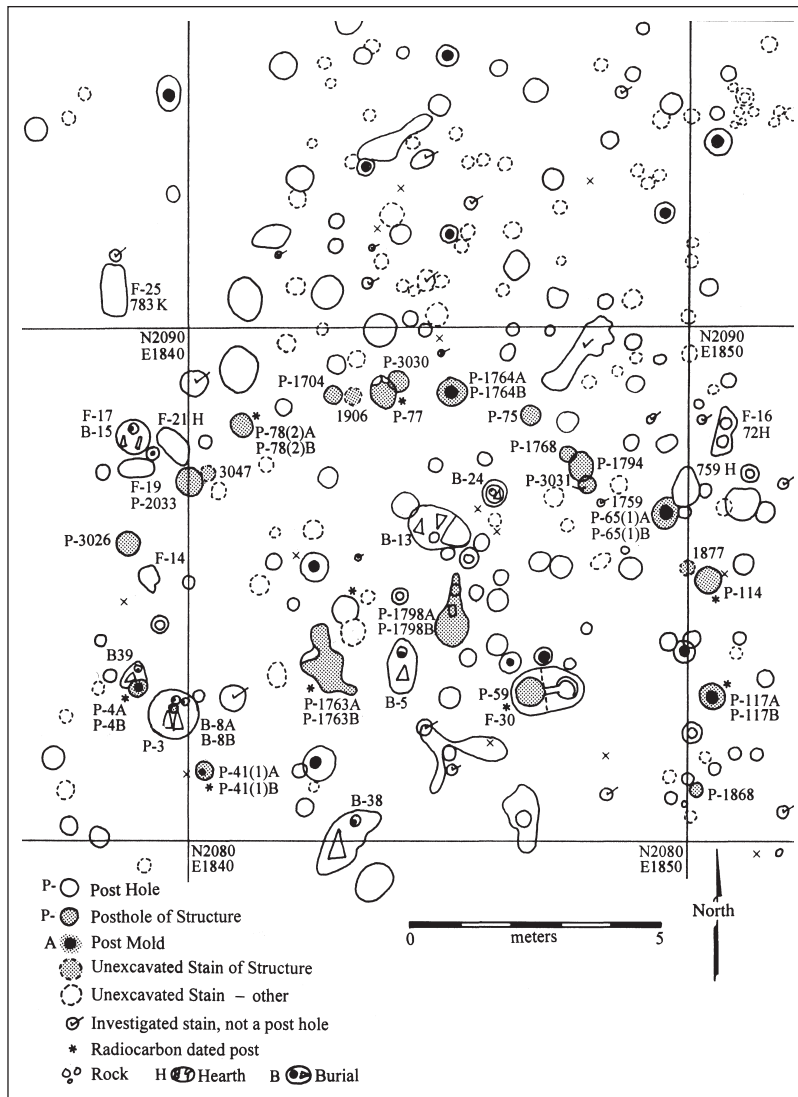 F-25
783 K
N2090
E1840
N2090
E1850
P-3030
P-1704
P-1764A
P-1764B
1906
P-77
P-75
F-17
B-15
F-21 H
* P-78(2)A
P-78(2)B
*
F-16
72H
P-1768
P-1794
759 H
3047
F-19
P-2033
B-24
P-3031
1759
P-65(1)A
P-65(1)B
P-3026
B-13
1877
F-14
P-114
*
*
P-1798A
P-1798B
B39
*
P-4A
P-4B
B-8A
B-8B
P-3
* P-1763A
P-1763B
B-5
P-59
* F-30
* P-117A
P-117B
P-41(1)A
* P-41(1)B
P-1868
B-38
N2080
E1840
N2080
E1850
P- Post Hole
P- Posthole of Structure
A Post Mold
Unexcavated Stain of Structure
Unexcavated Stain – other
Investigated stain, not a post hole
* Radiocarbon dated post
Rock H Hearth B Burial
0 meters 5
North